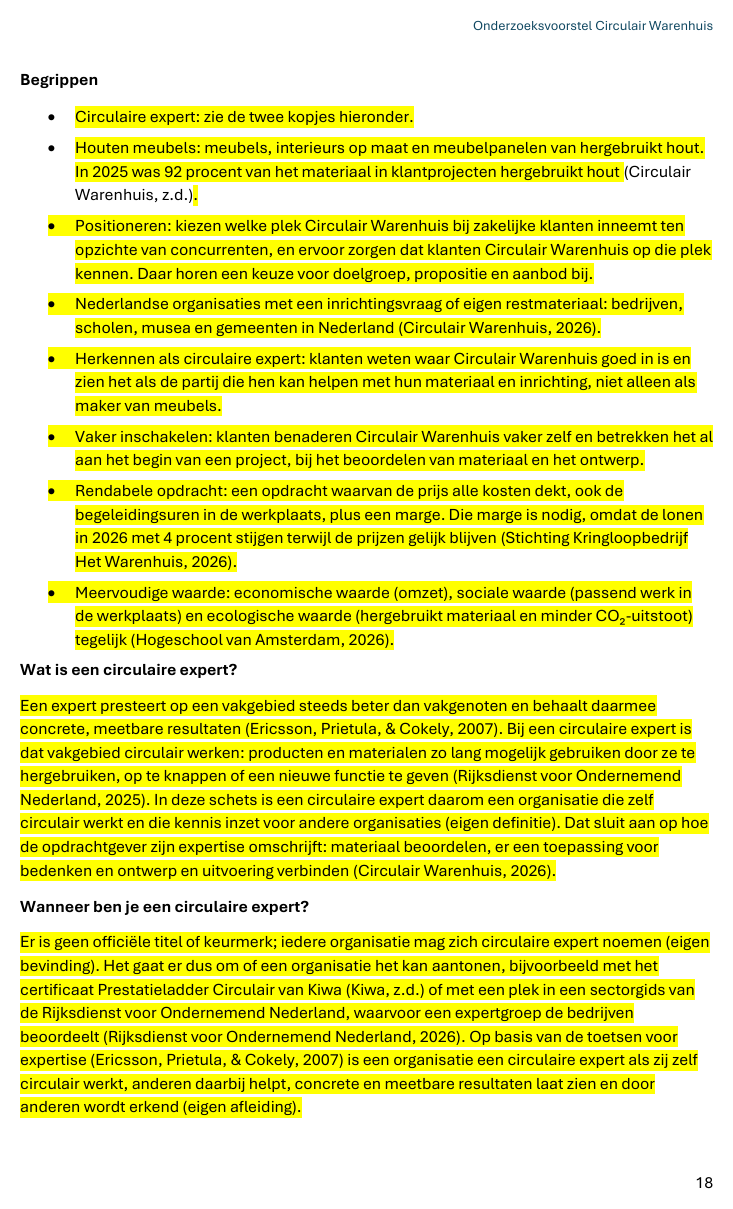 Onderzoeksvoorstel Circulair Warenhuis
Begrippen
• Circulaire expert: zie de twee kopjes hieronder.
• Houten meubels: meubels, interieurs op maat en meubelpanelen van hergebruikt hout.
In 2025 was 92 procent van het materiaal in klantprojecten hergebruikt hout (Circulair
Warenhuis, z.d.).
• Positioneren: kiezen welke plek Circulair Warenhuis bij zakelijke klanten inneemt ten
opzichte van concurrenten, en ervoor zorgen dat klanten Circulair Warenhuis op die plek
kennen. Daar horen een keuze voor doelgroep, propositie en aanbod bij.
• Nederlandse organisaties met een inrichtingsvraag of eigen restmateriaal: bedrijven,
scholen, musea en gemeenten in Nederland (Circulair Warenhuis, 2026).
• Herkennen als circulaire expert: klanten weten waar Circulair Warenhuis goed in is en
zien het als de partij die hen kan helpen met hun materiaal en inrichting, niet alleen als
maker van meubels.
• Vaker inschakelen: klanten benaderen Circulair Warenhuis vaker zelf en betrekken het al
aan het begin van een project, bij het beoordelen van materiaal en het ontwerp.
• Rendabele opdracht: een opdracht waarvan de prijs alle kosten dekt, ook de
begeleidingsuren in de werkplaats, plus een marge. Die marge is nodig, omdat de lonen
in 2026 met 4 procent stijgen terwijl de prijzen gelijk blijven (Stichting Kringloopbedrijf
Het Warenhuis, 2026).
• Meervoudige waarde: economische waarde (omzet), sociale waarde (passend werk in
de werkplaats) en ecologische waarde (hergebruikt materiaal en minder CO₂-uitstoot)
tegelijk (Hogeschool van Amsterdam, 2026).
Wat is een circulaire expert?
Een expert presteert op een vakgebied steeds beter dan vakgenoten en behaalt daarmee
concrete, meetbare resultaten (Ericsson, Prietula, & Cokely, 2007). Bij een circulaire expert is
dat vakgebied circulair werken: producten en materialen zo lang mogelijk gebruiken door ze te
hergebruiken, op te knappen of een nieuwe functie te geven (Rijksdienst voor Ondernemend
Nederland, 2025). In deze schets is een circulaire expert daarom een organisatie die zelf
circulair werkt en die kennis inzet voor andere organisaties (eigen definitie). Dat sluit aan op hoe
de opdrachtgever zijn expertise omschrijft: materiaal beoordelen, er een toepassing voor
bedenken en ontwerp en uitvoering verbinden (Circulair Warenhuis, 2026).
Wanneer ben je een circulaire expert?
Er is geen officiële titel of keurmerk; iedere organisatie mag zich circulaire expert noemen (eigen
bevinding). Het gaat er dus om of een organisatie het kan aantonen, bijvoorbeeld met het
certificaat Prestatieladder Circulair van Kiwa (Kiwa, z.d.) of met een plek in een sectorgids van
de Rijksdienst voor Ondernemend Nederland, waarvoor een expertgroep de bedrijven
beoordeelt (Rijksdienst voor Ondernemend Nederland, 2026). Op basis van de toetsen voor
expertise (Ericsson, Prietula, & Cokely, 2007) is een organisatie een circulaire expert als zij zelf
circulair werkt, anderen daarbij helpt, concrete en meetbare resultaten laat zien en door
anderen wordt erkend (eigen afleiding).
18